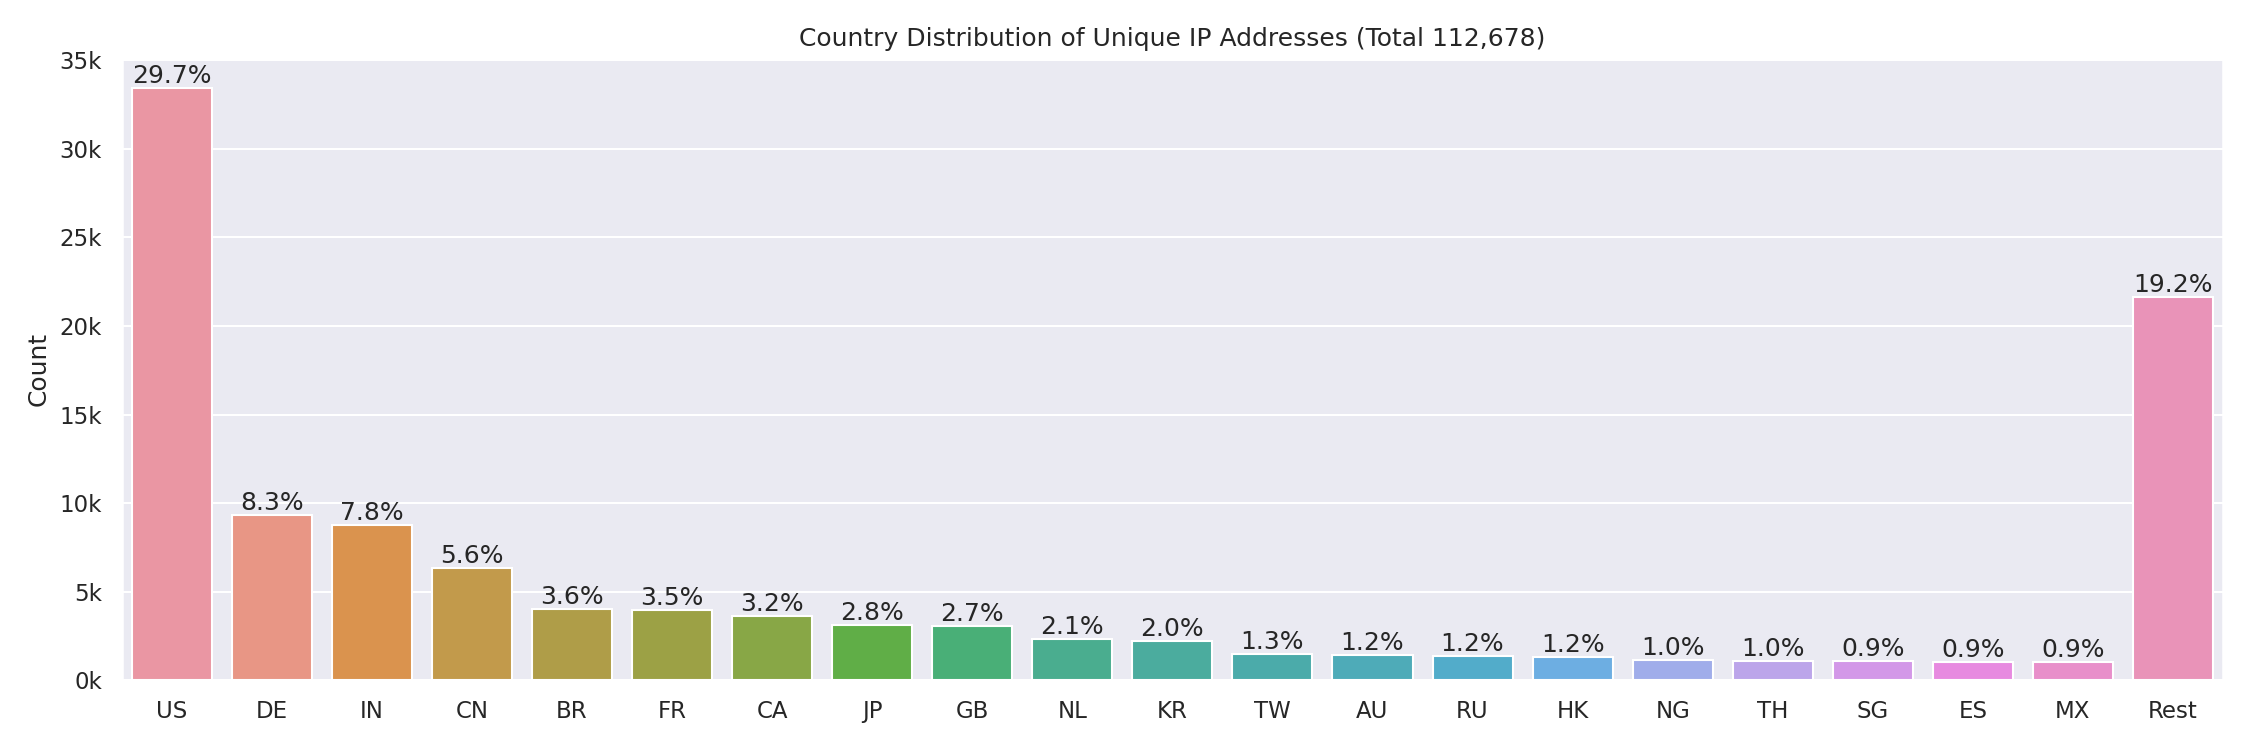 Country Distribution of Unique IP Addresses (Total 112,678)
Count
35k
30k
25k
20k
15k
10k
5k
0k
29.7%
8.3%
7.8%
5.6%
3.6%
3.5%
3.2%
2.8%
2.7%
2.1%
2.0%
1.3%
1.2%
1.2%
1.2%
1.0%
1.0%
0.9%
0.9%
0.9%
19.2%
US DE IN CN BR FR CA JP GB NL KR TW AU RU HK NG TH SG ES MX Rest